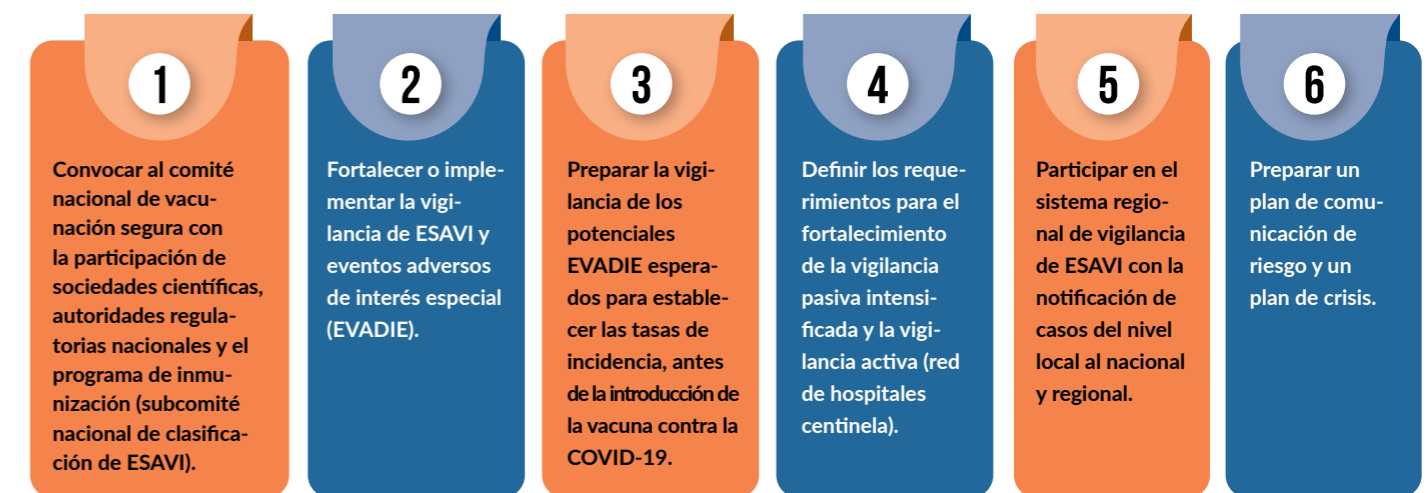 1
Convocar al comité
nacional de vacu-
nación segura con
la participación de
sociedades científicas,
autoridades regula-
torias nacionales y el
programa de inmu-
nización (subcomité
nacional de clasifica-
ción de ESAVI).
2
Fortalecer o imple-
mentar la vigi-
lancia de ESAVI y
eventos adversos
de interés especial
(EVADIE).
3
Preparar la vigi-
lancia de los
potenciales
EVADIE espera-
dos para estable-
cer las tasas de
incidencia, antes
de la introducción de
la vacuna contra la
COVID-19.
4
Definir los reque-
rimientos para el
fortalecimiento
de la vigilancia
pasiva intensi-
ficada y la vigi-
lancia activa (red
de hospitales
centinela).
5
Participar en el
sistema regio-
nal de vigilancia
de ESAVI con la
notificación de
casos del nivel
local al nacional
y regional.
6
Preparar un
plan de comu-
nicación de
riesgo y un
plan de crisis.